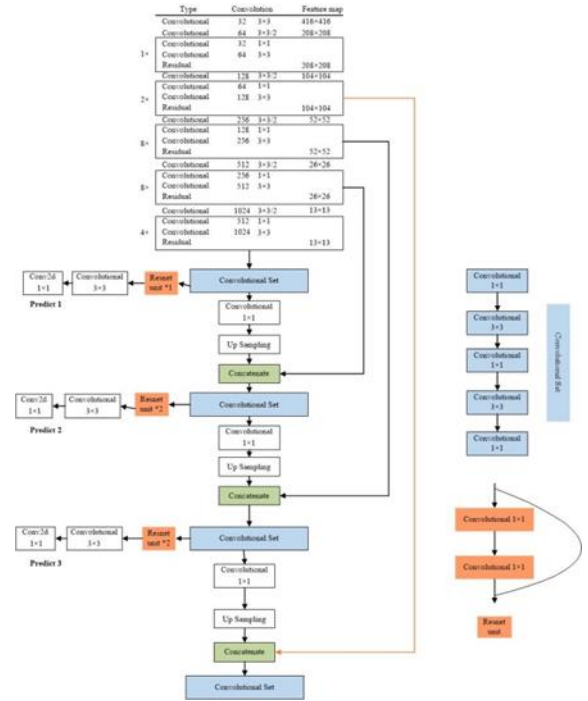 Type Convolution Feature map
Convolutional 32 3×3 416×416
Convolutional 64 3×3/2 208×208
1×
Convolutional 32 1×1
Convolutional 64 3×3
Residual 208×208
Convolutional 128 3×3/2 104×104
2×
Convolutional 64 1×1
Convolutional 128 3×3
Residual 104×104
Convolutional 256 3×3/2 52×52
8×
Convolutional 128 1×1
Convolutional 256 3×3
Residual 52×52
Convolutional 512 3×3/2 26×26
8×
Convolutional 256 1×1
Convolutional 512 3×3
Residual 26×26
Convolutional 1024 3×3/2 13×13
4×
Convolutional 512 1×1
Convolutional 1024 3×3
Residual 13×13
Conv2d
1×1
Convolutional
3×3
Resnet
unit *1
Convolutional Set
Predict 1
Convolutional
1×1
Up Sampling
Concatenate
Conv2d
1×1
Convolutional
3×3
Resnet
unit *2
Convolutional Set
Predict 2
Convolutional
1×1
Up Sampling
Concatenate
Conv2d
1×1
Convolutional
3×3
Resnet
unit *2
Convolutional Set
Predict 3
Convolutional
1×1
Up Sampling
Concatenate
Convolutional Set
Convolutional
1×1
Convolutional
3×3
Convolutional
1×1
Convolutional
3×3
Convolutional
1×1
Convolutional Set
Convolutional 1×1
Convolutional 1×1
Resnet
unit